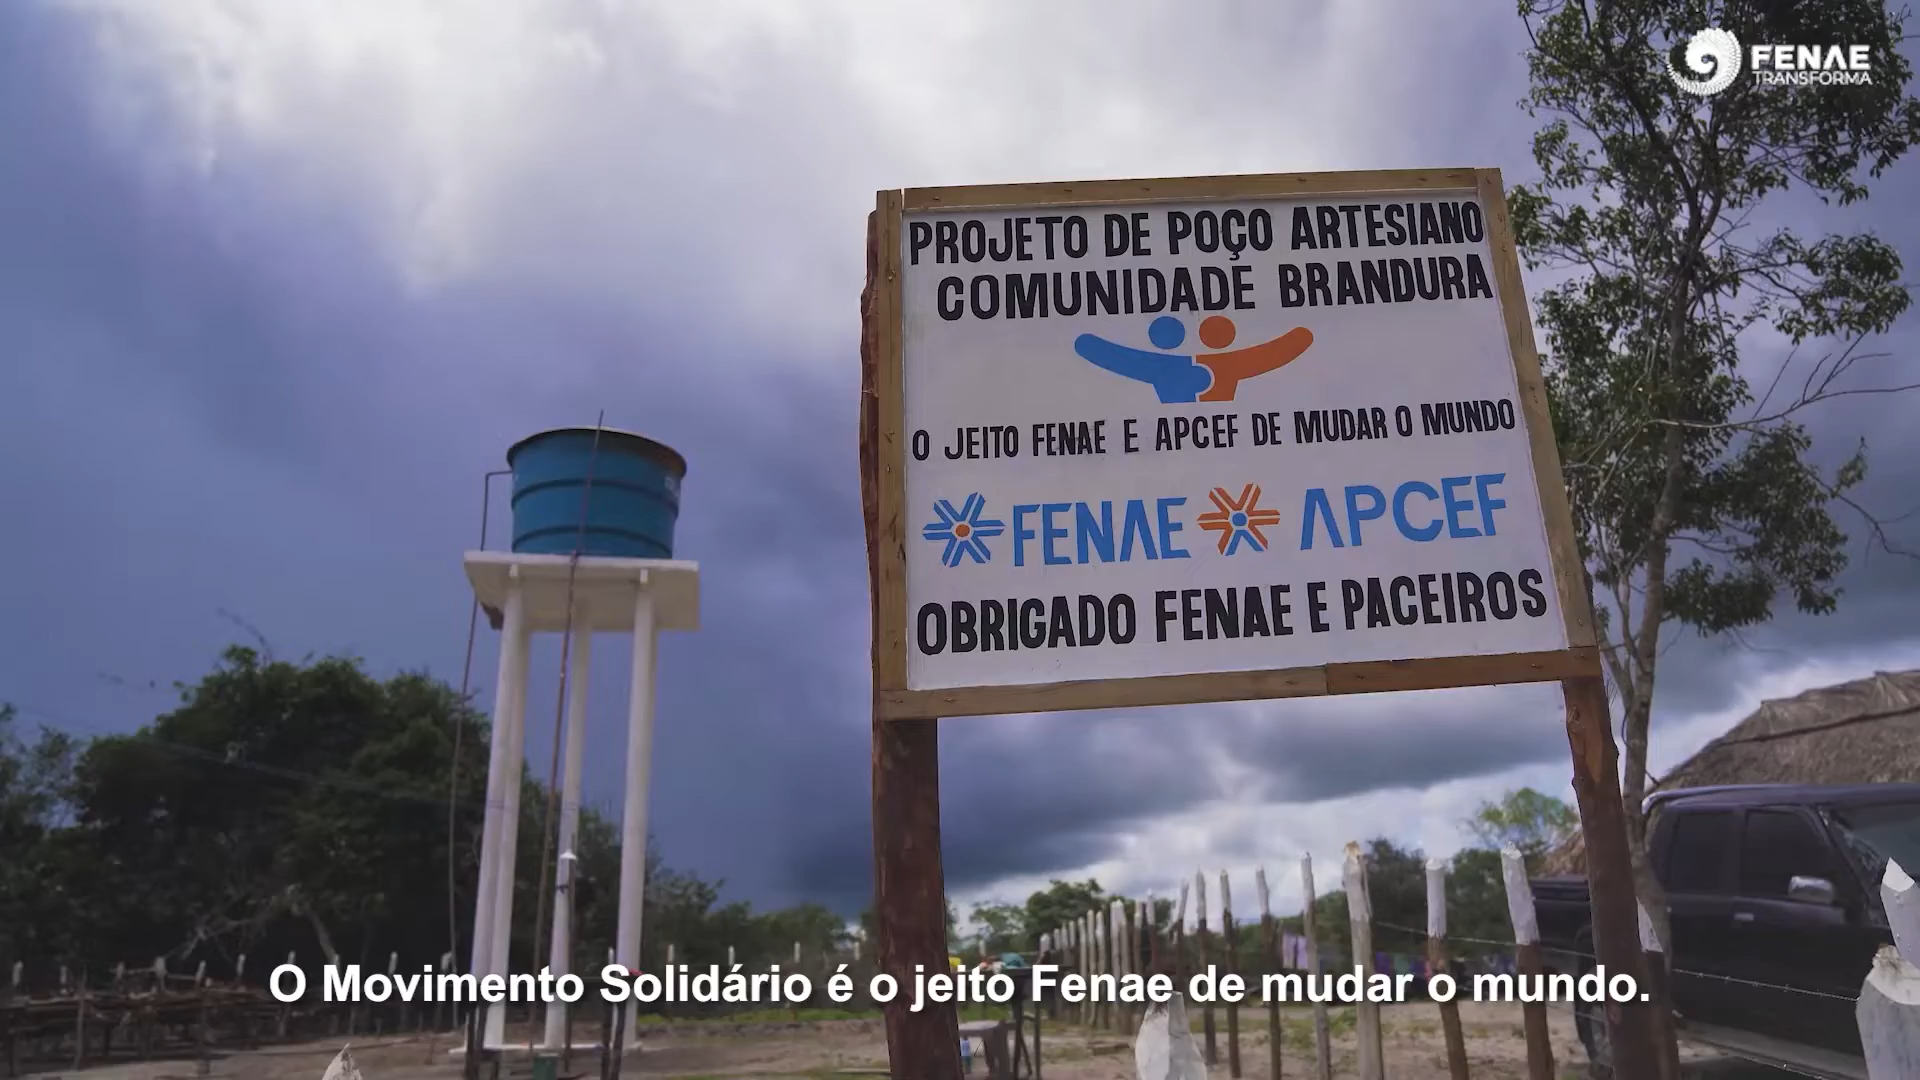 FENAE
TRANSFORMA
PROJETO DE POÇO ARTESIANO
COMUNIDADE BRANDURA
O JEITO FENAE E APCEF DE MUDAR O MUNDO
FENAE APCEF
OBRIGADO FENAE E PACEIROS
O Movimento Solidário é o jeito Fenae de mudar o mundo.